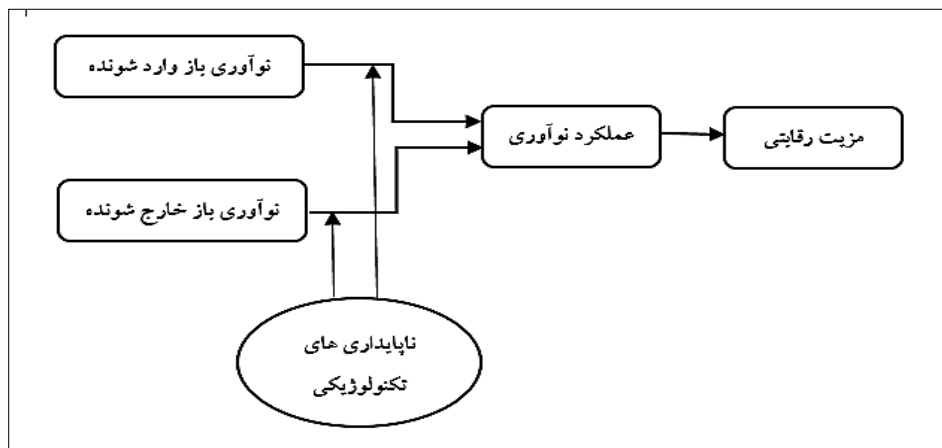 نوآوری باز وارد شونده
عملکرد نوآوری
مزیت رقابتی
نوآوری باز خارج شونده
ناپایداری های
تکنولوژیکی